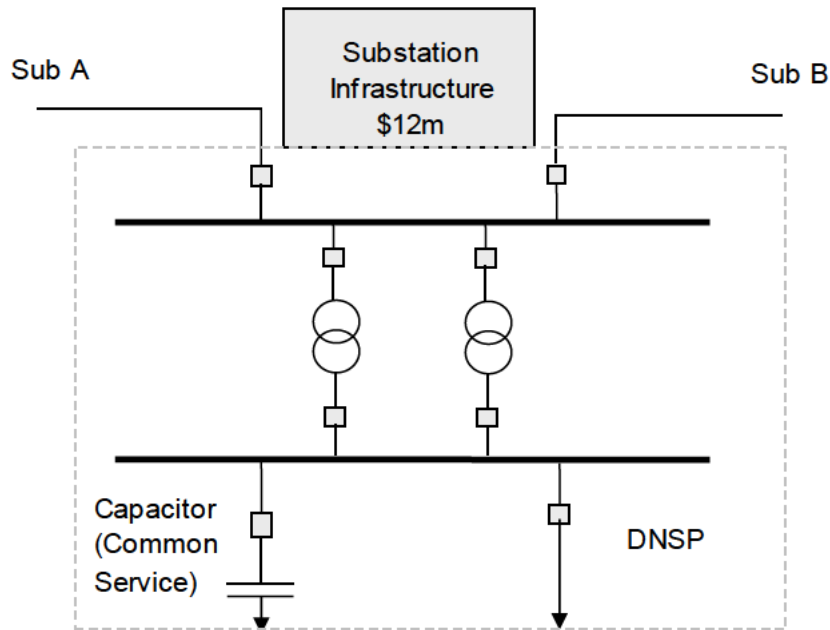 Substation
Infrastructure
$12m
Sub A
Sub B
Capacitor
(Common
Service)
DNSP